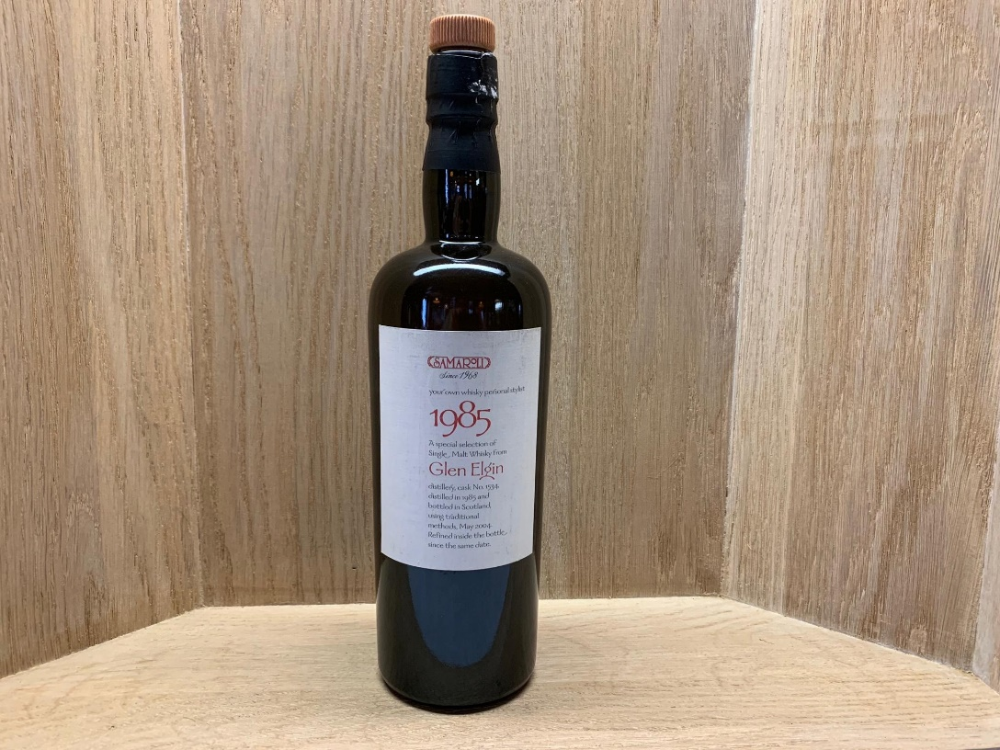 SAMAROLI
Since 1968
your own whisky personal stylist
1985
A special selection of
Single Malt Whisky from
Glen Elgin
distillery, cask No. 1534,
distilled in 1985 and
bottled in Scotland,
using traditional
methods, May 2004.
Refined inside the bottle,
since the same date.